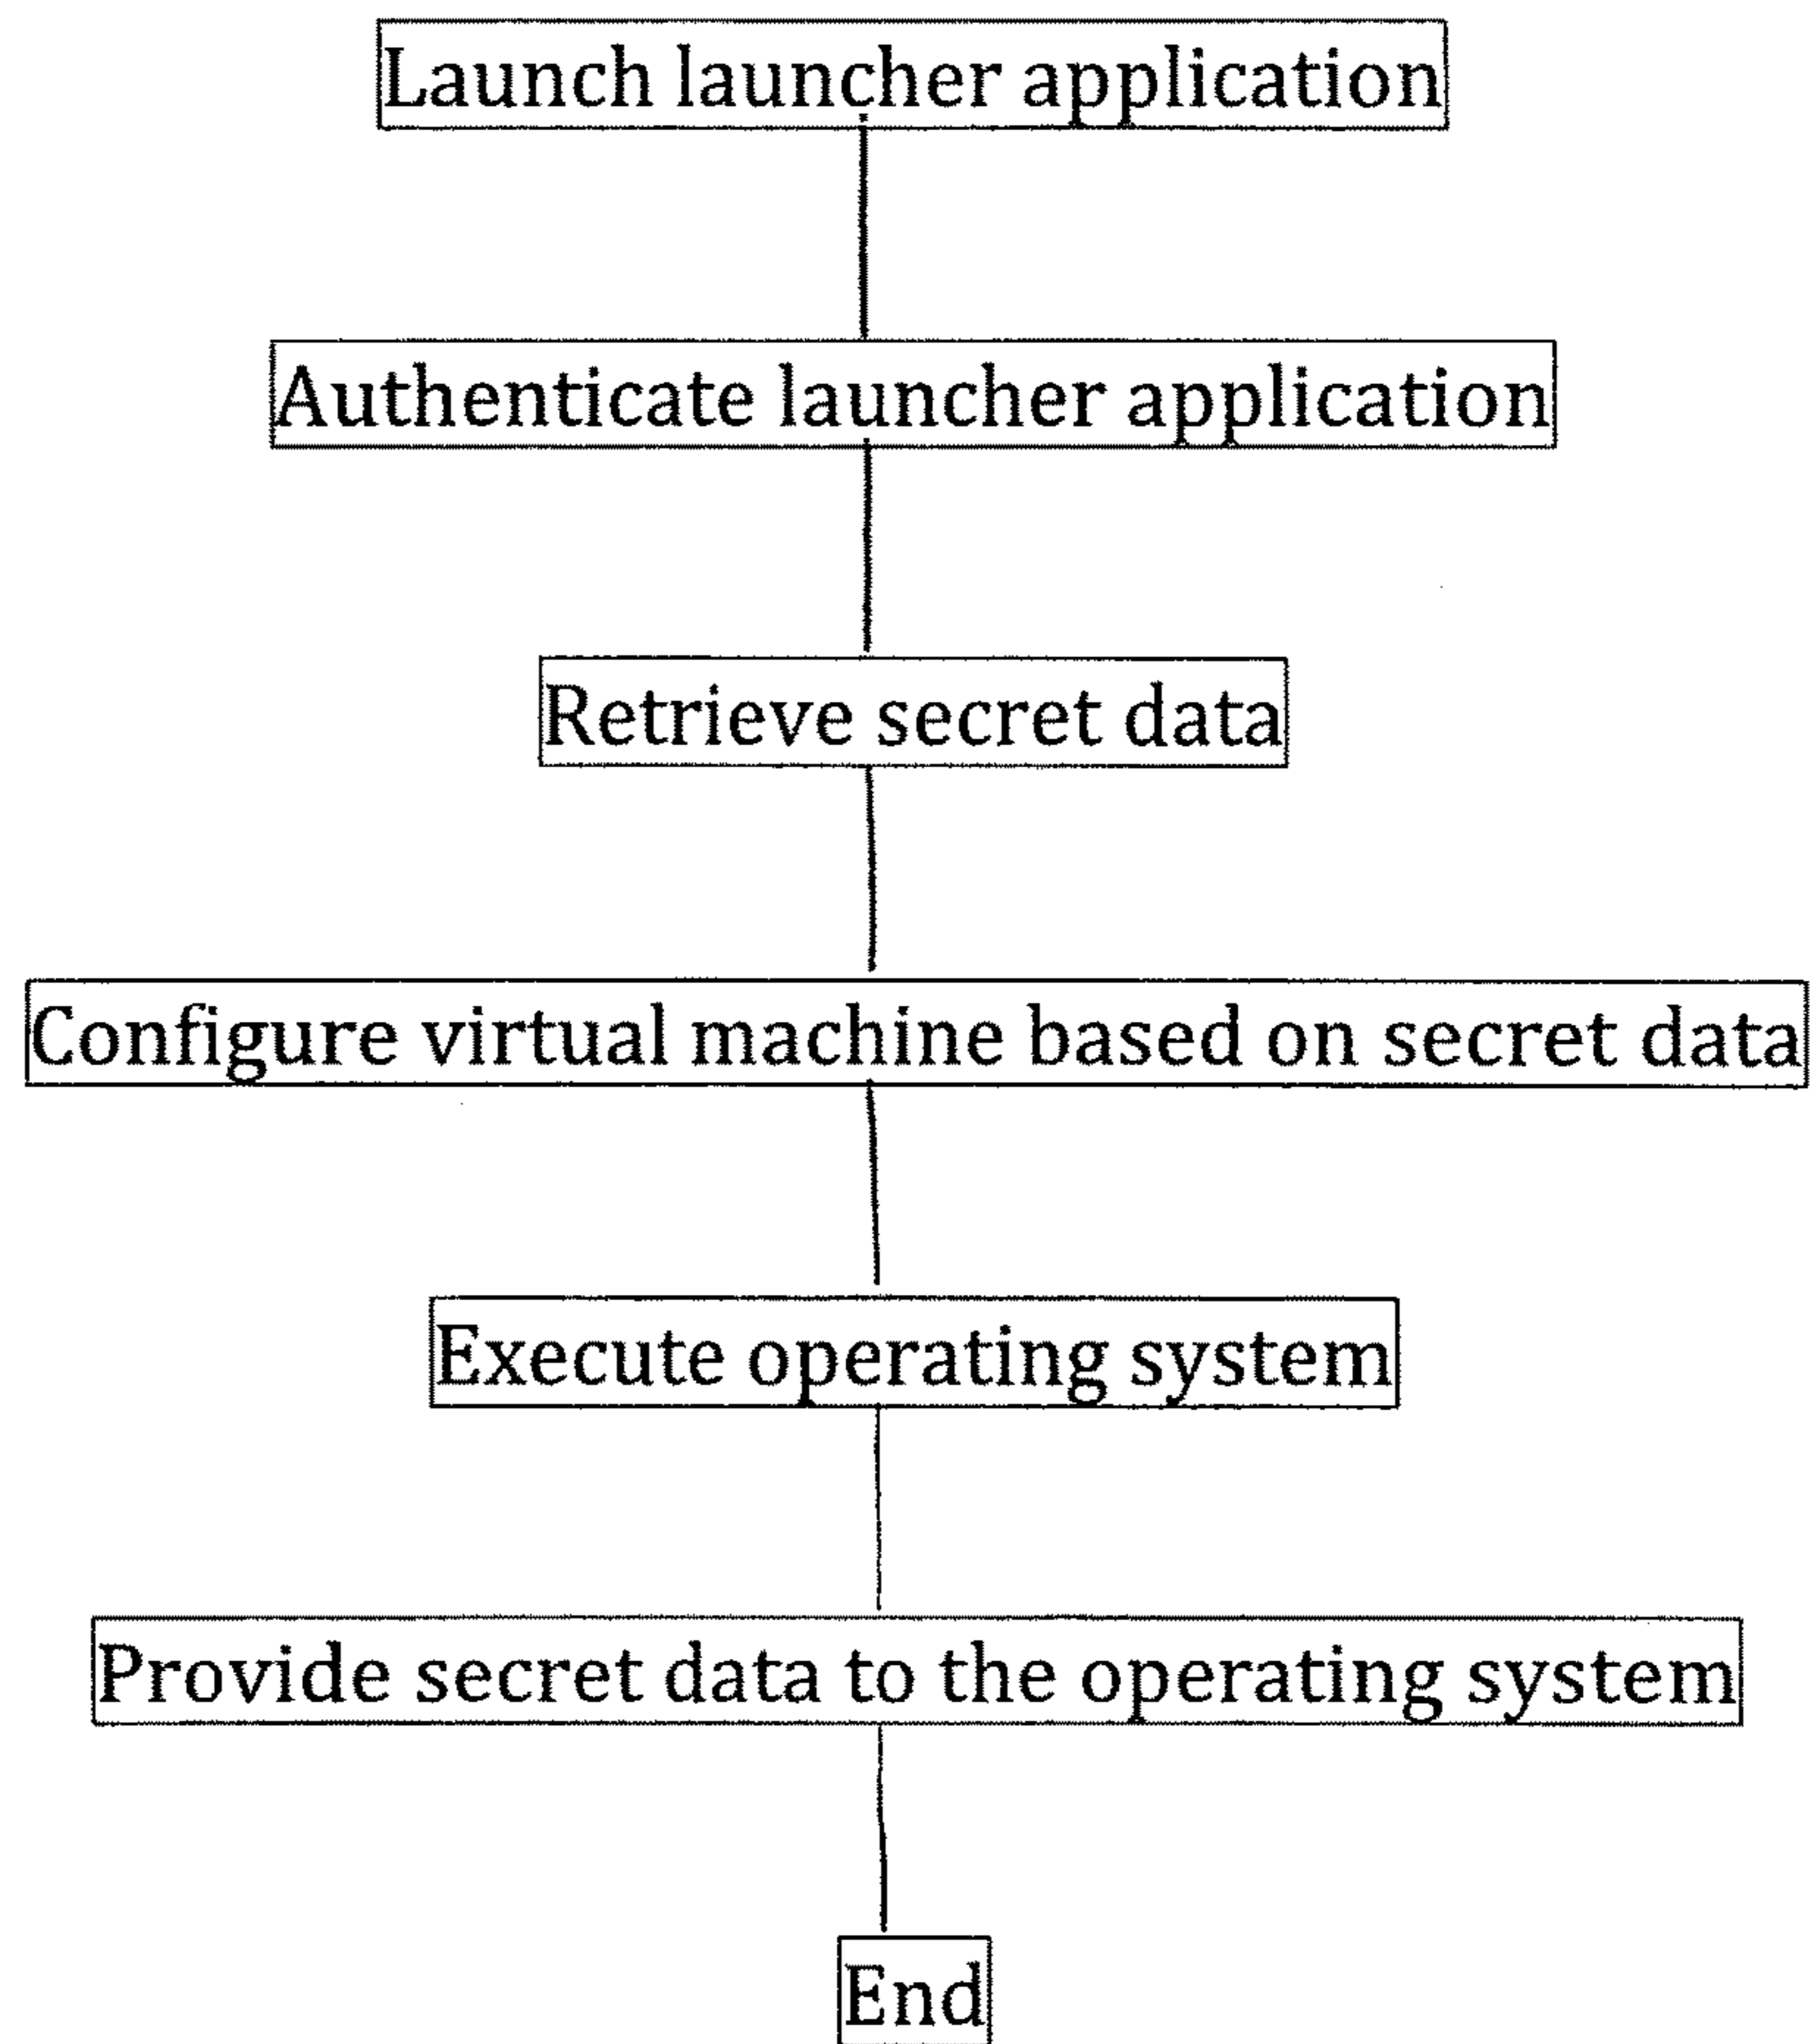 Launch launcher application
Authenticate launcher application
Retrieve secret data
Configure virtual machine based on secret data
Execute operating system
Provide secret data to the operating system
End